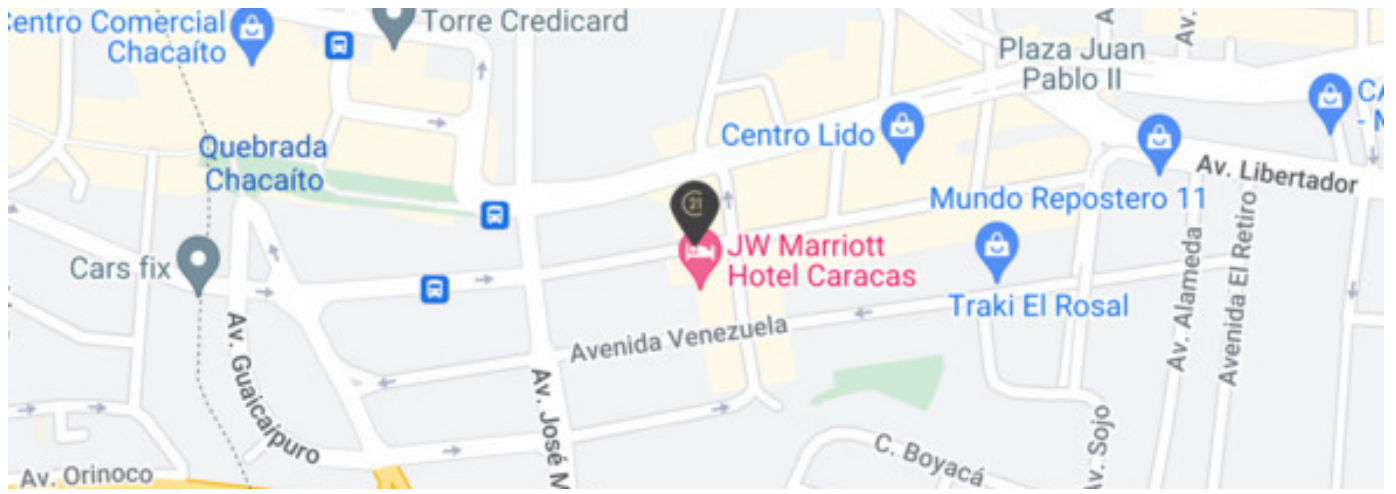 Centro Comercial
Chacaíto
Torre Credicard
Plaza Juan
Pablo II
Av.
Centro Lido
Quebrada
Chacaíto
Av. Libertador
21
Mundo Repostero 11
JW Marriott
Hotel Caracas
Cars fix
Traki El Rosal
Avenida Venezuela
Av. Guaicaipuro
Av. José M
Av. Alameda
Avenida El Retiro
Av. Sojo
C. Boyacá
Av. Orinoco